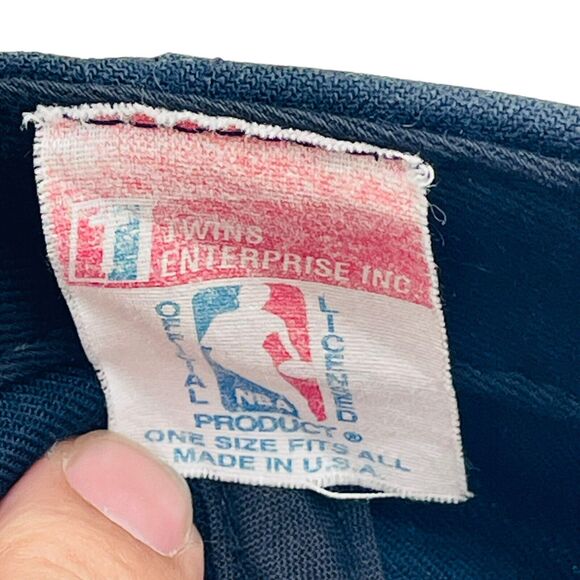 TWINS
ENTERPRISE INC.
OFFICIAL
LICENSED
NBA
PRODUCT ®
ONE SIZE FITS ALL
MADE IN U.S.A